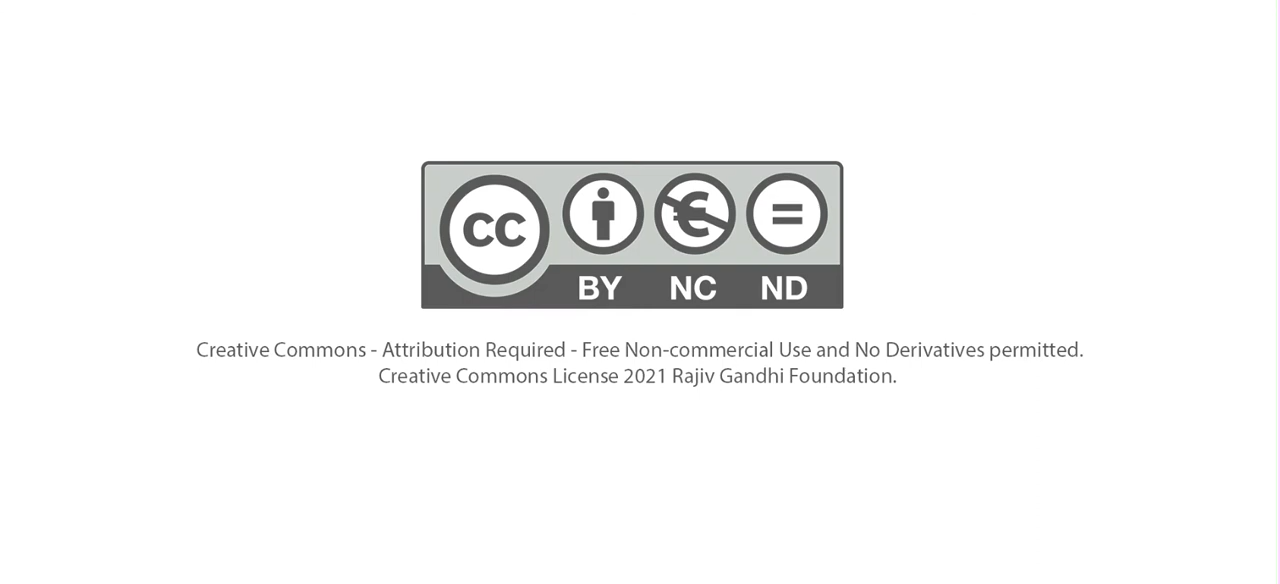 CC
BY NC ND
Creative Commons - Attribution Required - Free Non-commercial Use and No Derivatives permitted.
Creative Commons License 2021 Rajiv Gandhi Foundation.